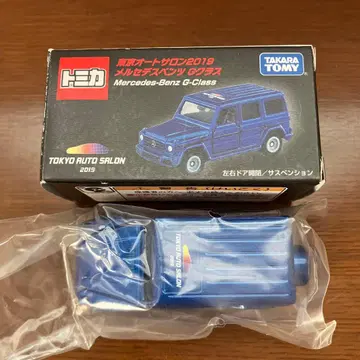 トミカ
東京オートサロン2019
メルセデスベンツ Gクラス
Mercedes-Benz G-Class
TAKARA
TOMY
TOKYO AUTO SALON
2019
左右ドア開閉／サスペンション
TOKYO AUTO SALON
2019